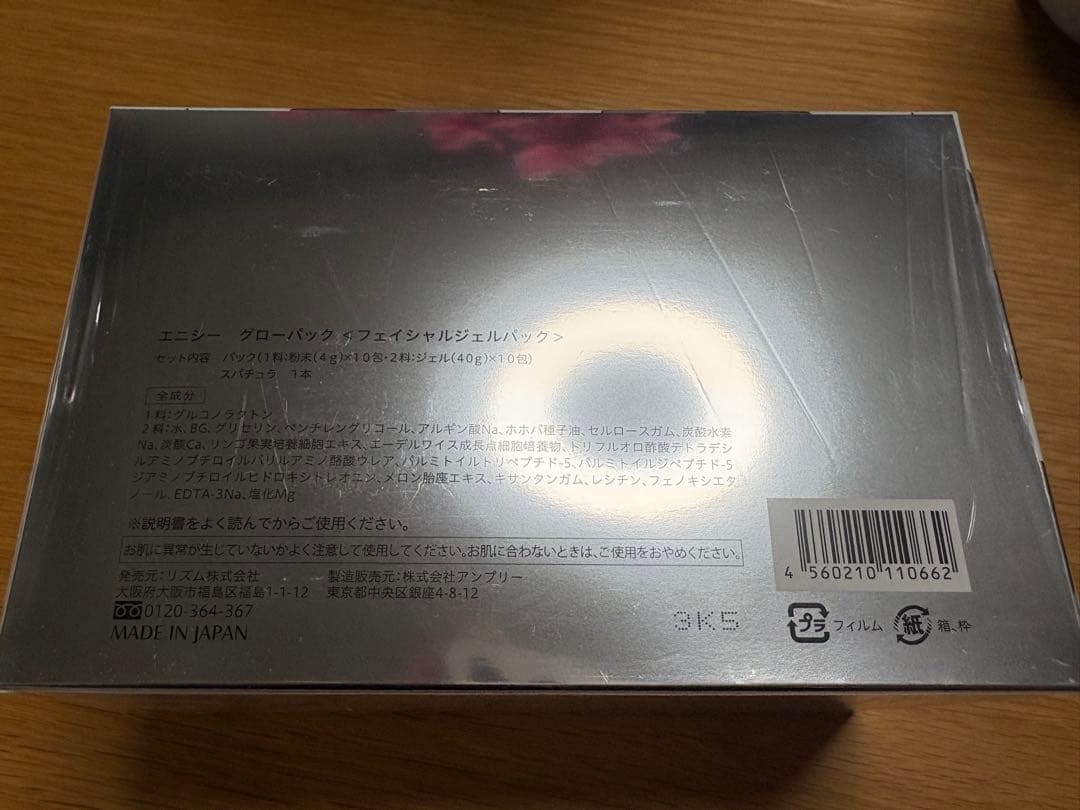 エニシー　グローパック＜フェイシャルジェルパック＞
セット内容　パック(1料:粉末(4g)×10包・2料:ジェル(40g)×10包)
スパチュラ　1本
全成分
1料:グルコノラクトン
2料:水、BG、グリセリン、ペンチレングリコール、アルギン酸Na、ホホバ種子油、セルロースガム、炭酸水素
Na、炭酸Ca、リンゴ果実培養細胞エキス、エーデルワイス成長点細胞培養物、トリフルオロ酢酸テトラデシ
ルアミノブチロイルバリルアミノ酪酸ウレア、パルミトイルトリペプチド-5、パルミトイルジペプチド-5
ジアミノブチロイルヒドロキシトレオニン、メロン胎座エキス、キサンタンガム、レシチン、フェノキシエタ
ノール、EDTA-3Na、塩化Mg
※説明書をよく読んでからご使用ください。
お肌に異常が生じていないかよく注意して使用してください。お肌に合わないときは、ご使用をおやめください。
発売元:リズム株式会社　製造販売元:株式会社アンプリー
大阪府大阪市福島区福島1-1-12　東京都中央区銀座4-8-12
0120-364-367
MADE IN JAPAN
3K5
4 560210 110662
プラ フィルム 紙 箱、枠